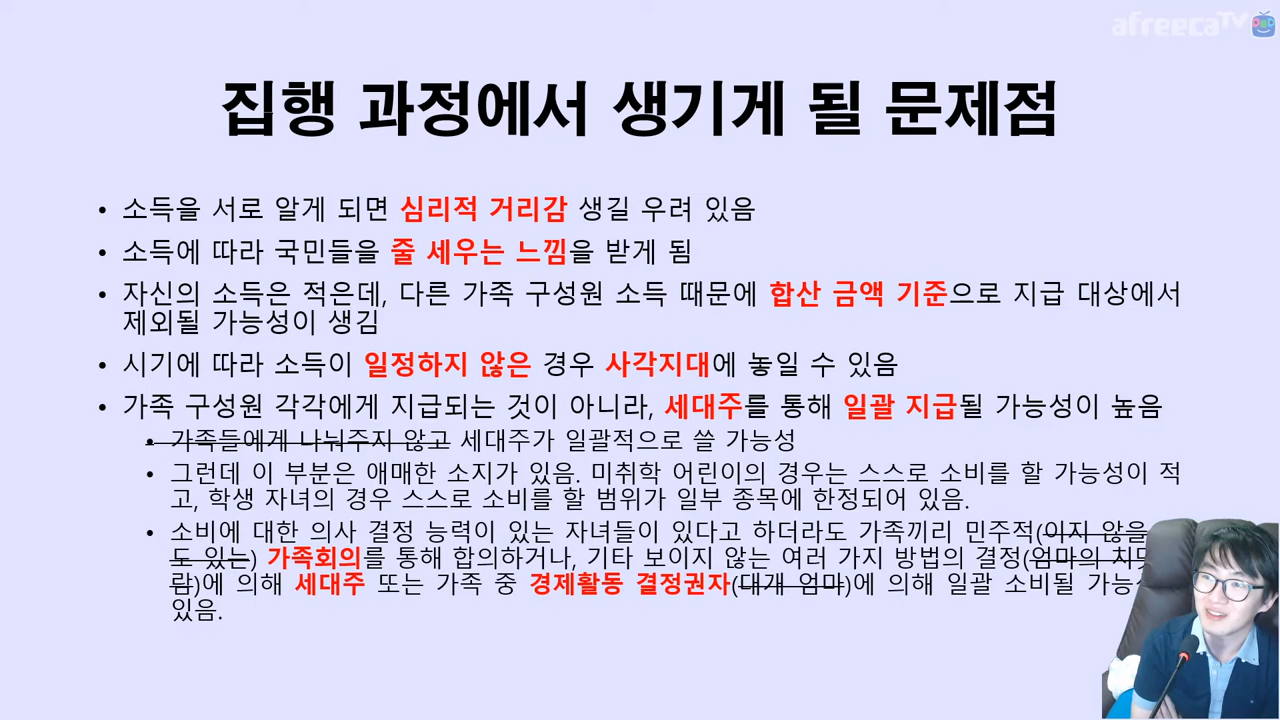 afreecaTV
집행 과정에서 생기게 될 문제점
• 소득을 서로 알게 되면 심리적 거리감 생길 우려 있음
• 소득에 따라 국민들을 줄 세우는 느낌을 받게 됨
• 자신의 소득은 적은데, 다른 가족 구성원 소득 때문에 합산 금액 기준으로 지급 대상에서
제외될 가능성이 생김
• 시기에 따라 소득이 일정하지 않은 경우 사각지대에 놓일 수 있음
• 가족 구성원 각각에게 지급되는 것이 아니라, 세대주를 통해 일괄 지급될 가능성이 높음
• 가족들에게 나눠주지 않고 세대주가 일괄적으로 쓸 가능성
• 그런데 이 부분은 애매한 소지가 있음. 미취학 어린이의 경우는 스스로 소비를 할 가능성이 적
고, 학생 자녀의 경우 스스로 소비를 할 범위가 일부 종목에 한정되어 있음.
• 소비에 대한 의사 결정 능력이 있는 자녀들이 있다고 하더라도 가족끼리 민주적(이지 않을
도 있는) 가족회의를 통해 합의하거나, 기타 보이지 않는 여러 가지 방법의 결정(엄마의
람)에 의해 세대주 또는 가족 중 경제활동 결정권자(대개 엄마)에 의해 일괄 소비될
있음.